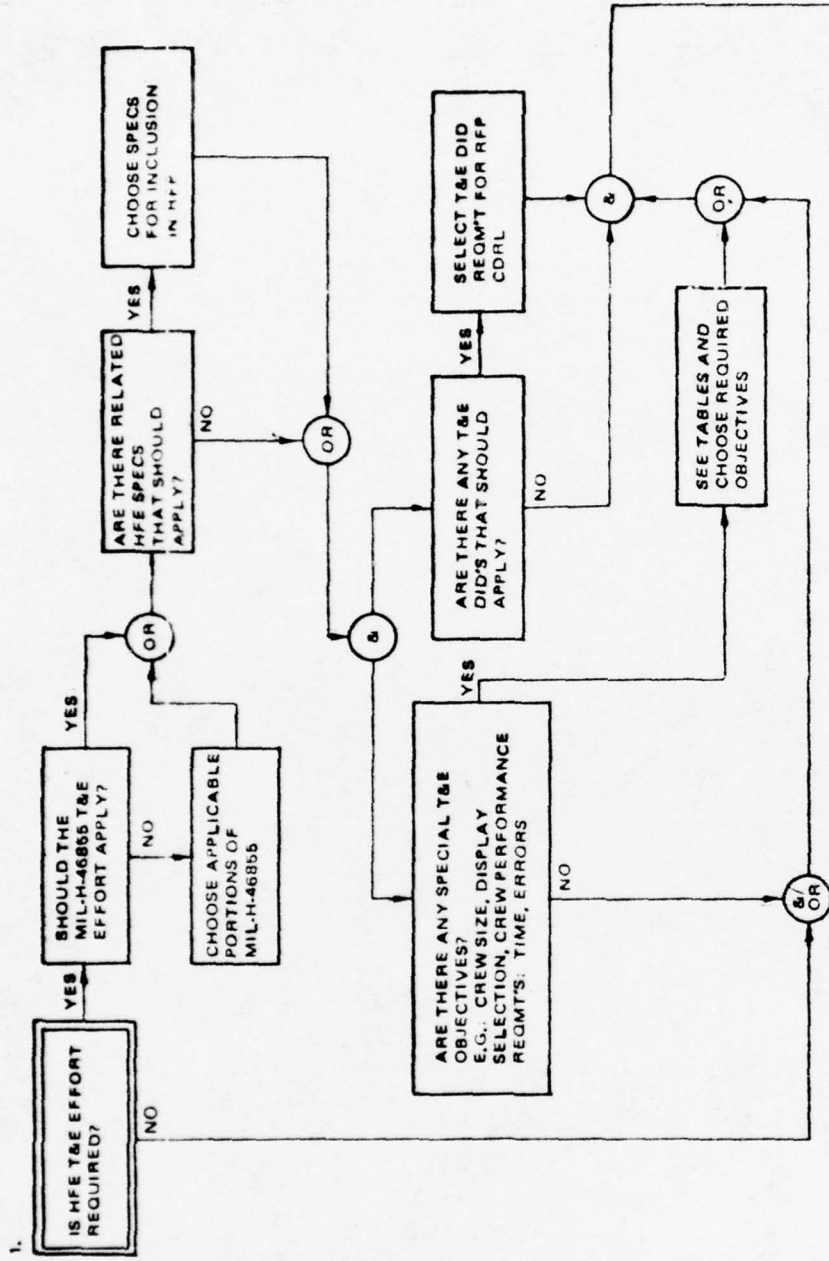 1.
IS HFE T&E EFFORT
REQUIRED?
YES
NO
SHOULD THE
MIL-H-46855 T&E
EFFORT APPLY?
YES
NO
CHOOSE APPLICABLE
PORTIONS OF
MIL-H-46855
OR
ARE THERE RELATED
HFE SPECS
THAT SHOULD
APPLY?
YES
NO
CHOOSE SPECS
FOR INCLUSION
IN RFP
OR
&
ARE THERE ANY SPECIAL T&E
OBJECTIVES?
E.G.: CREW SIZE, DISPLAY
SELECTION, CREW PERFORMANCE
REQMT'S: TIME, ERRORS
YES
NO
ARE THERE ANY T&E
DID'S THAT SHOULD
APPLY?
YES
NO
SELECT T&E DID
REQM'T FOR RFP
CDRL
&
SEE TABLES AND
CHOOSE REQUIRED
OBJECTIVES
OR
&/
OR